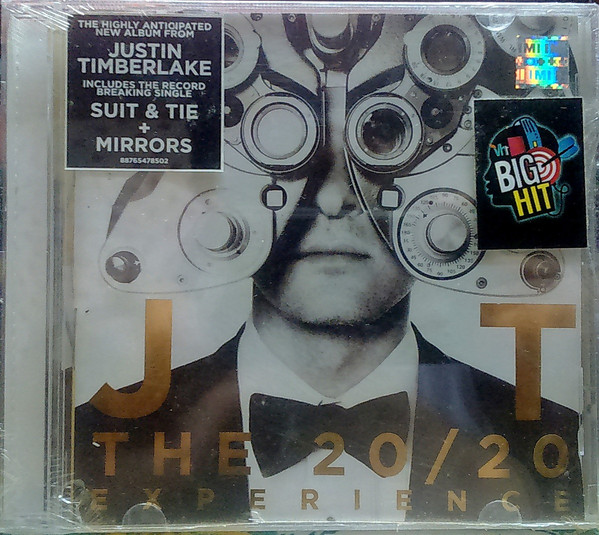 THE HIGHLY ANTICIPATED
NEW ALBUM FROM
JUSTIN
TIMBERLAKE
INCLUDES THE RECORD
BREAKING SINGLE
SUIT & TIE
+
MIRRORS
88765478502
BIG
HIT
J T
THE 20/20
EXPERIENCE